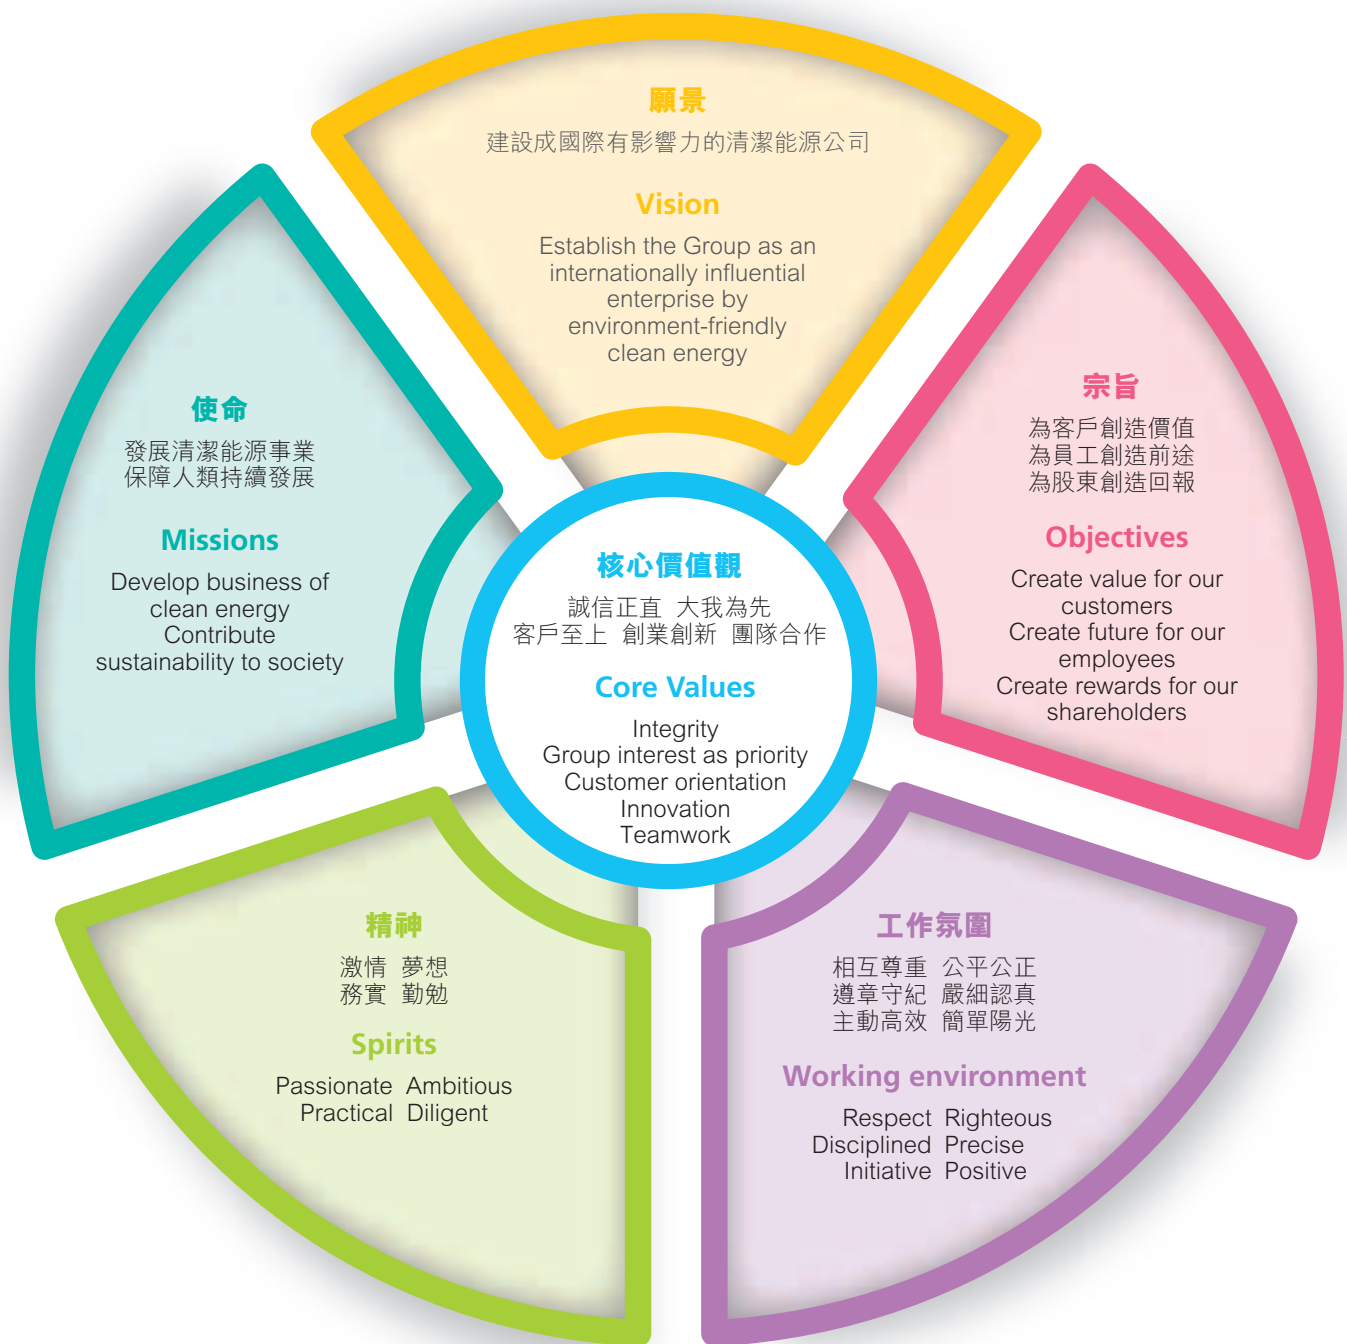 願景
建設成國際有影響力的清潔能源公司
Vision
Establish the Group as an
internationally influential
enterprise by
environment-friendly
clean energy
使命
發展清潔能源事業
保障人類持續發展
Missions
Develop business of
clean energy
Contribute
sustainability to society
宗旨
為客戶創造價值
為員工創造前途
為股東創造回報
Objectives
Create value for our
customers
Create future for our
employees
Create rewards for our
shareholders
核心價值觀
誠信正直 大我為先
客戶至上 創業創新 團隊合作
Core Values
Integrity
Group interest as priority
Customer orientation
Innovation
Teamwork
精神
激情 夢想
務實 勤勉
Spirits
Passionate Ambitious
Practical Diligent
工作氛圍
相互尊重 公平公正
遵章守紀 嚴細認真
主動高效 簡單陽光
Working environment
Respect Righteous
Disciplined Precise
Initiative Positive